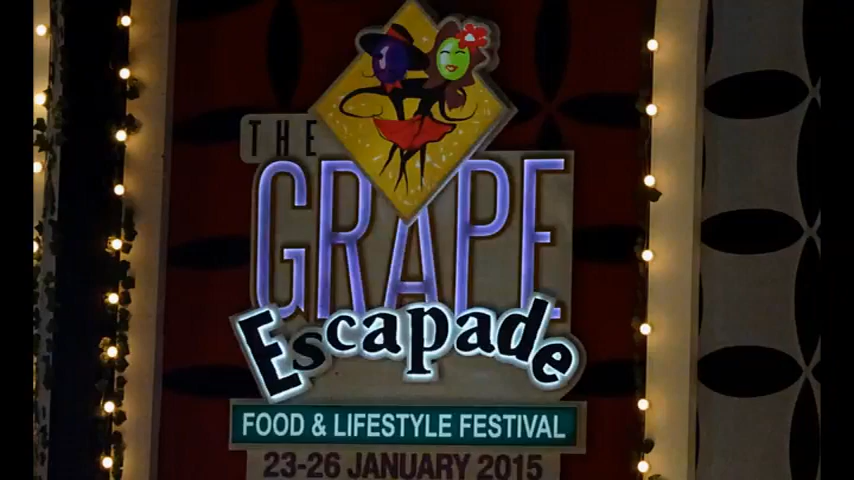 THE
GRAPE
Escapade
FOOD & LIFESTYLE FESTIVAL
23-26 JANUARY 2015